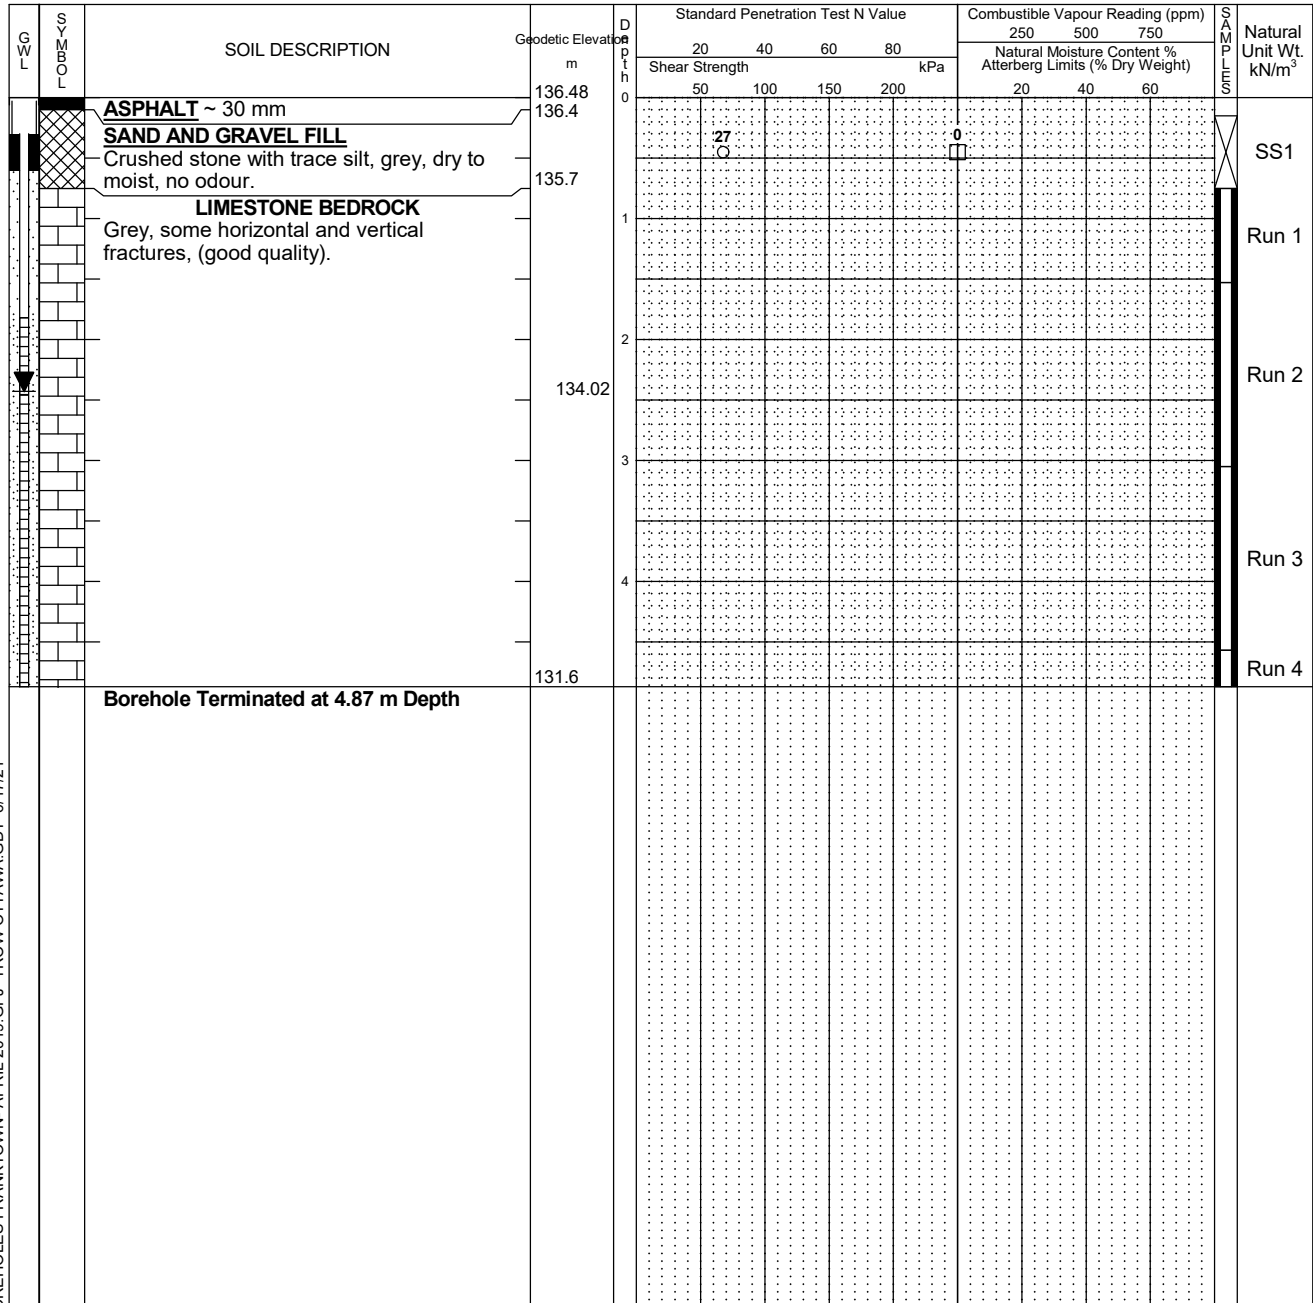 GWL
SYMBOL
SOIL DESCRIPTION
Geodetic Elevation
m
Depth
Standard Penetration Test N Value
20 40 60 80
Shear Strength kPa
50 100 150 200
Combustible Vapour Reading (ppm)
250 500 750
Natural Moisture Content %
Atterberg Limits (% Dry Weight)
20 40 60
SAMPLES
Natural
Unit Wt.
kN/m³
136.48
0
ASPHALT ~ 30 mm
136.4
SAND AND GRAVEL FILL
Crushed stone with trace silt, grey, dry to
moist, no odour.
135.7
27
0
SS1
LIMESTONE BEDROCK
Grey, some horizontal and vertical
fractures, (good quality).
1
Run 1
2
134.02
Run 2
3
Run 3
4
131.6
Run 4
Borehole Terminated at 4.87 m Depth